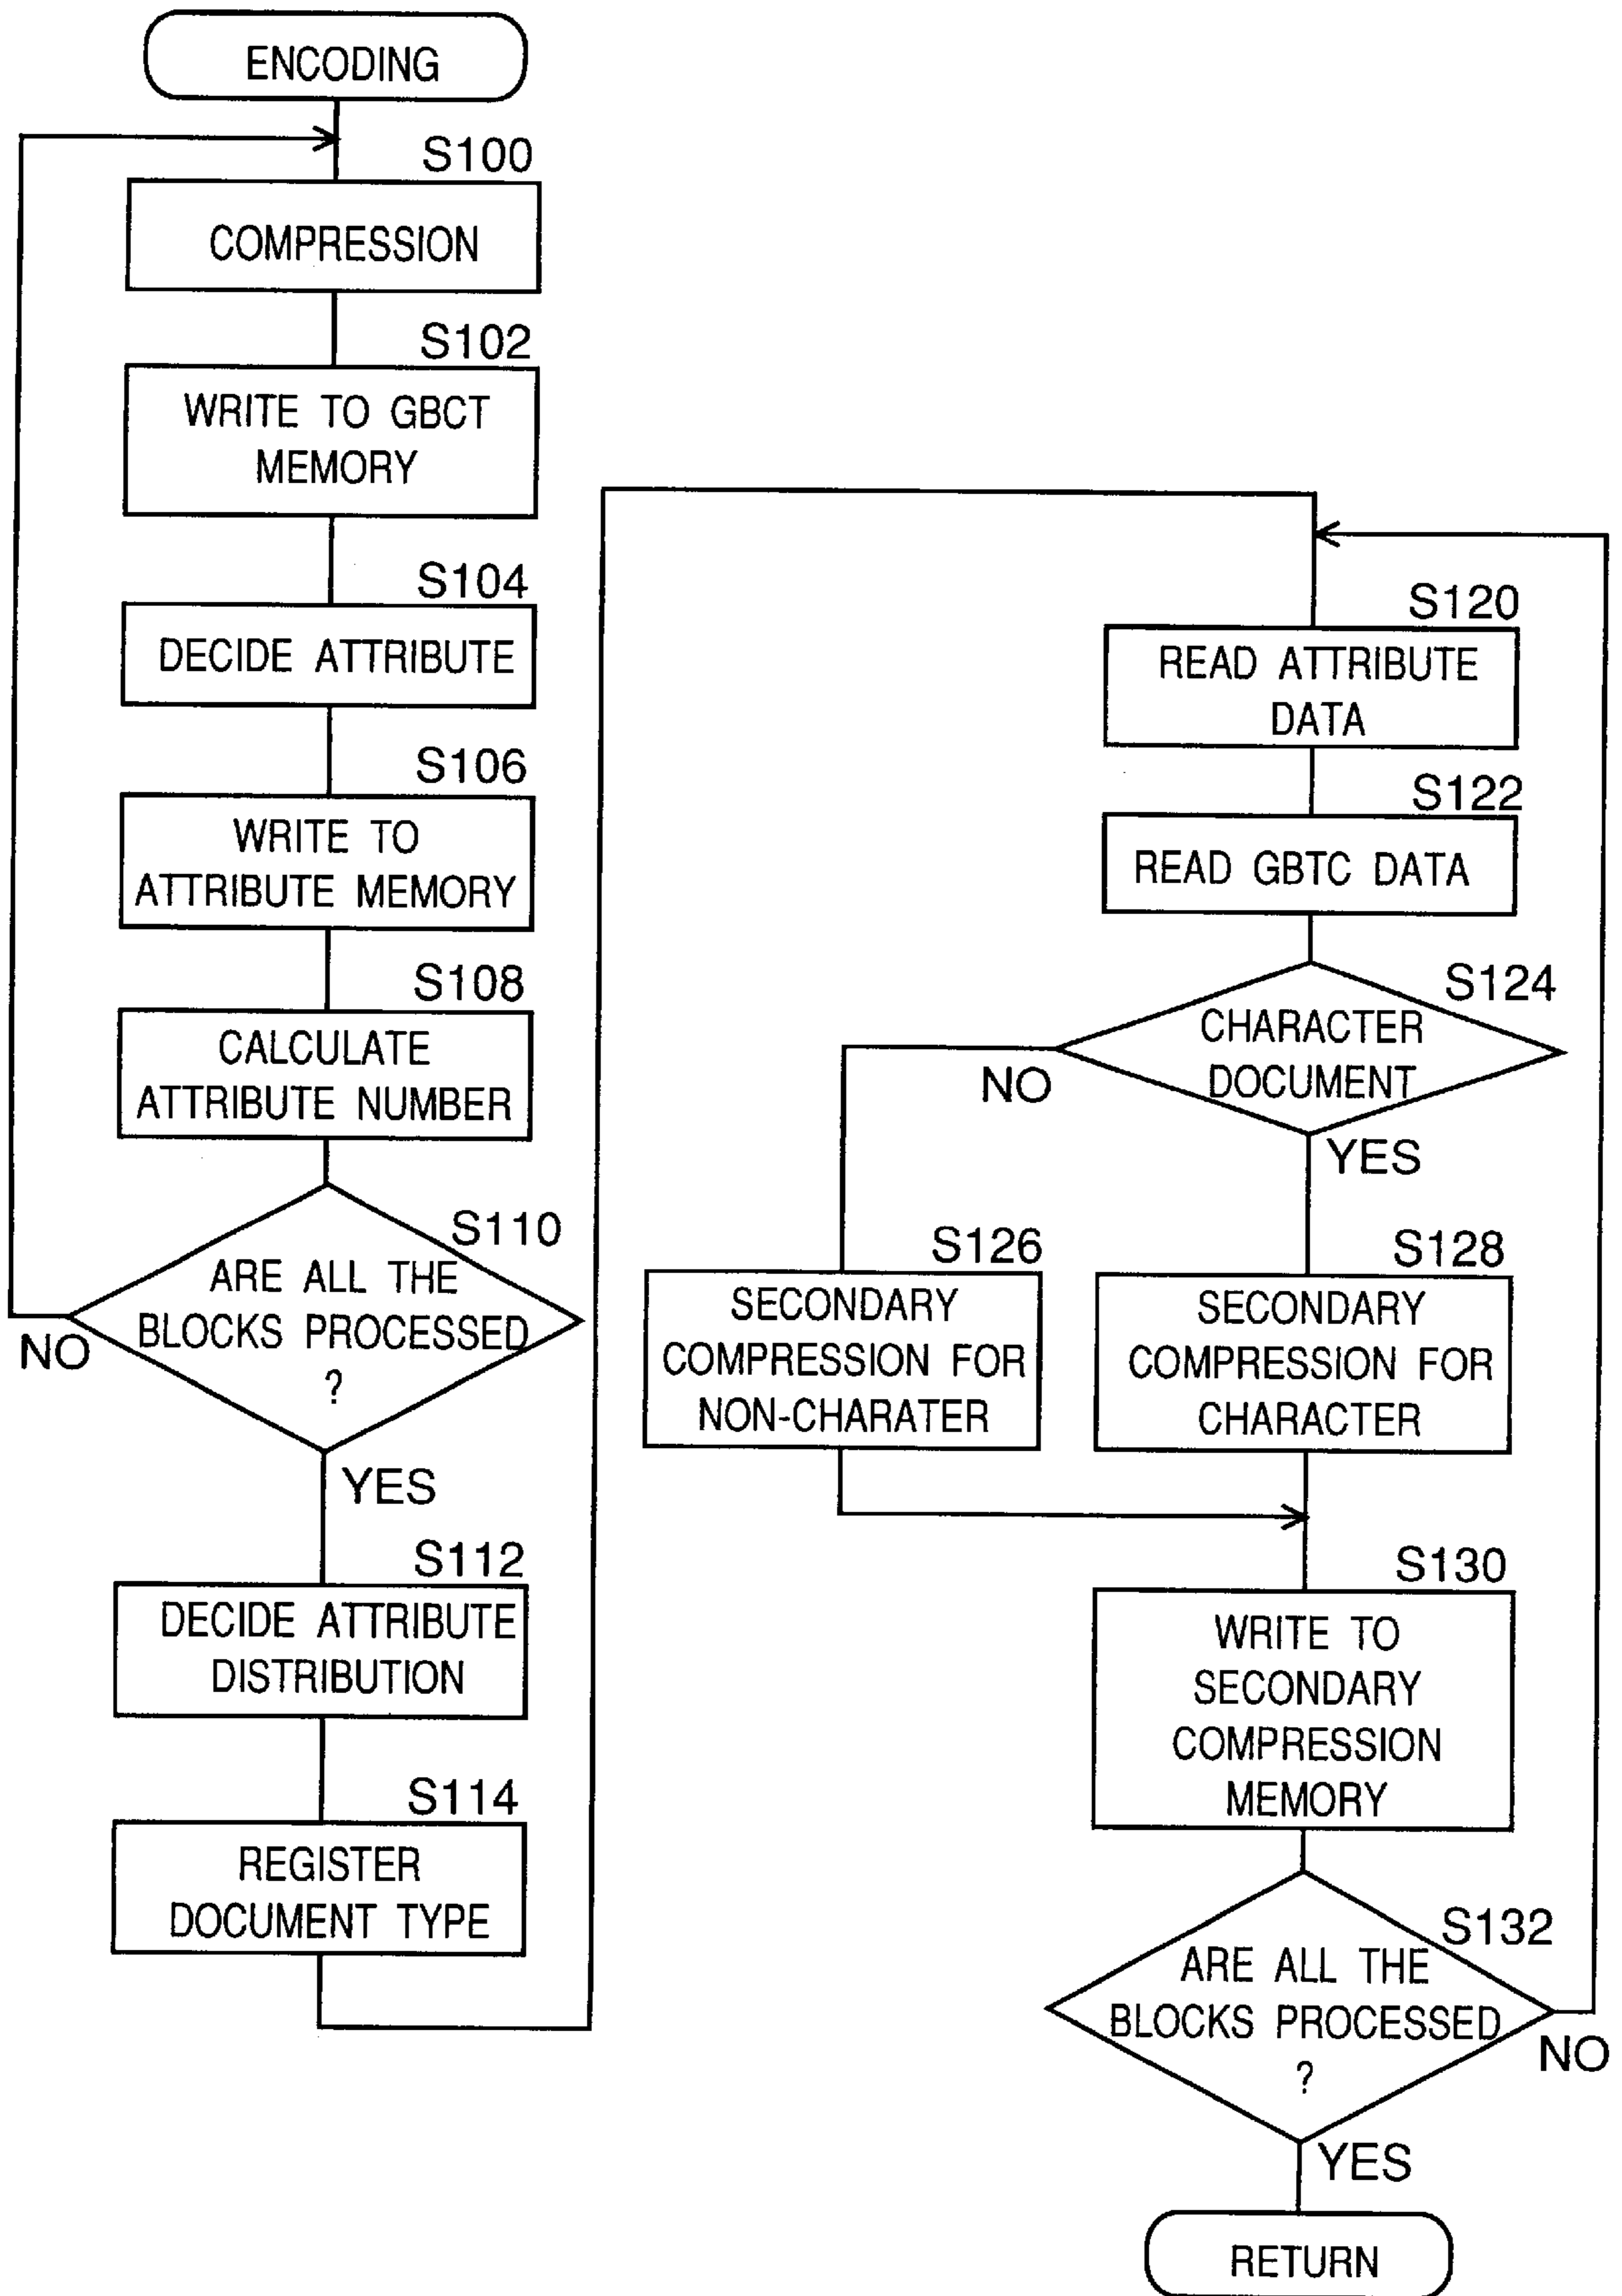 ENCODING
S100
COMPRESSION
S102
WRITE TO GBCT
MEMORY
S104
DECIDE ATTRIBUTE
S106
WRITE TO
ATTRIBUTE MEMORY
S108
CALCULATE
ATTRIBUTE NUMBER
S110
ARE ALL THE
BLOCKS PROCESSED
?
NO
YES
S112
DECIDE ATTRIBUTE
DISTRIBUTION
S114
REGISTER
DOCUMENT TYPE
S120
READ ATTRIBUTE
DATA
S122
READ GBTC DATA
S124
CHARACTER
DOCUMENT
NO
YES
S126
SECONDARY
COMPRESSION FOR
NON-CHARATER
S128
SECONDARY
COMPRESSION FOR
CHARACTER
S130
WRITE TO
SECONDARY
COMPRESSION
MEMORY
S132
ARE ALL THE
BLOCKS PROCESSED
?
NO
YES
RETURN